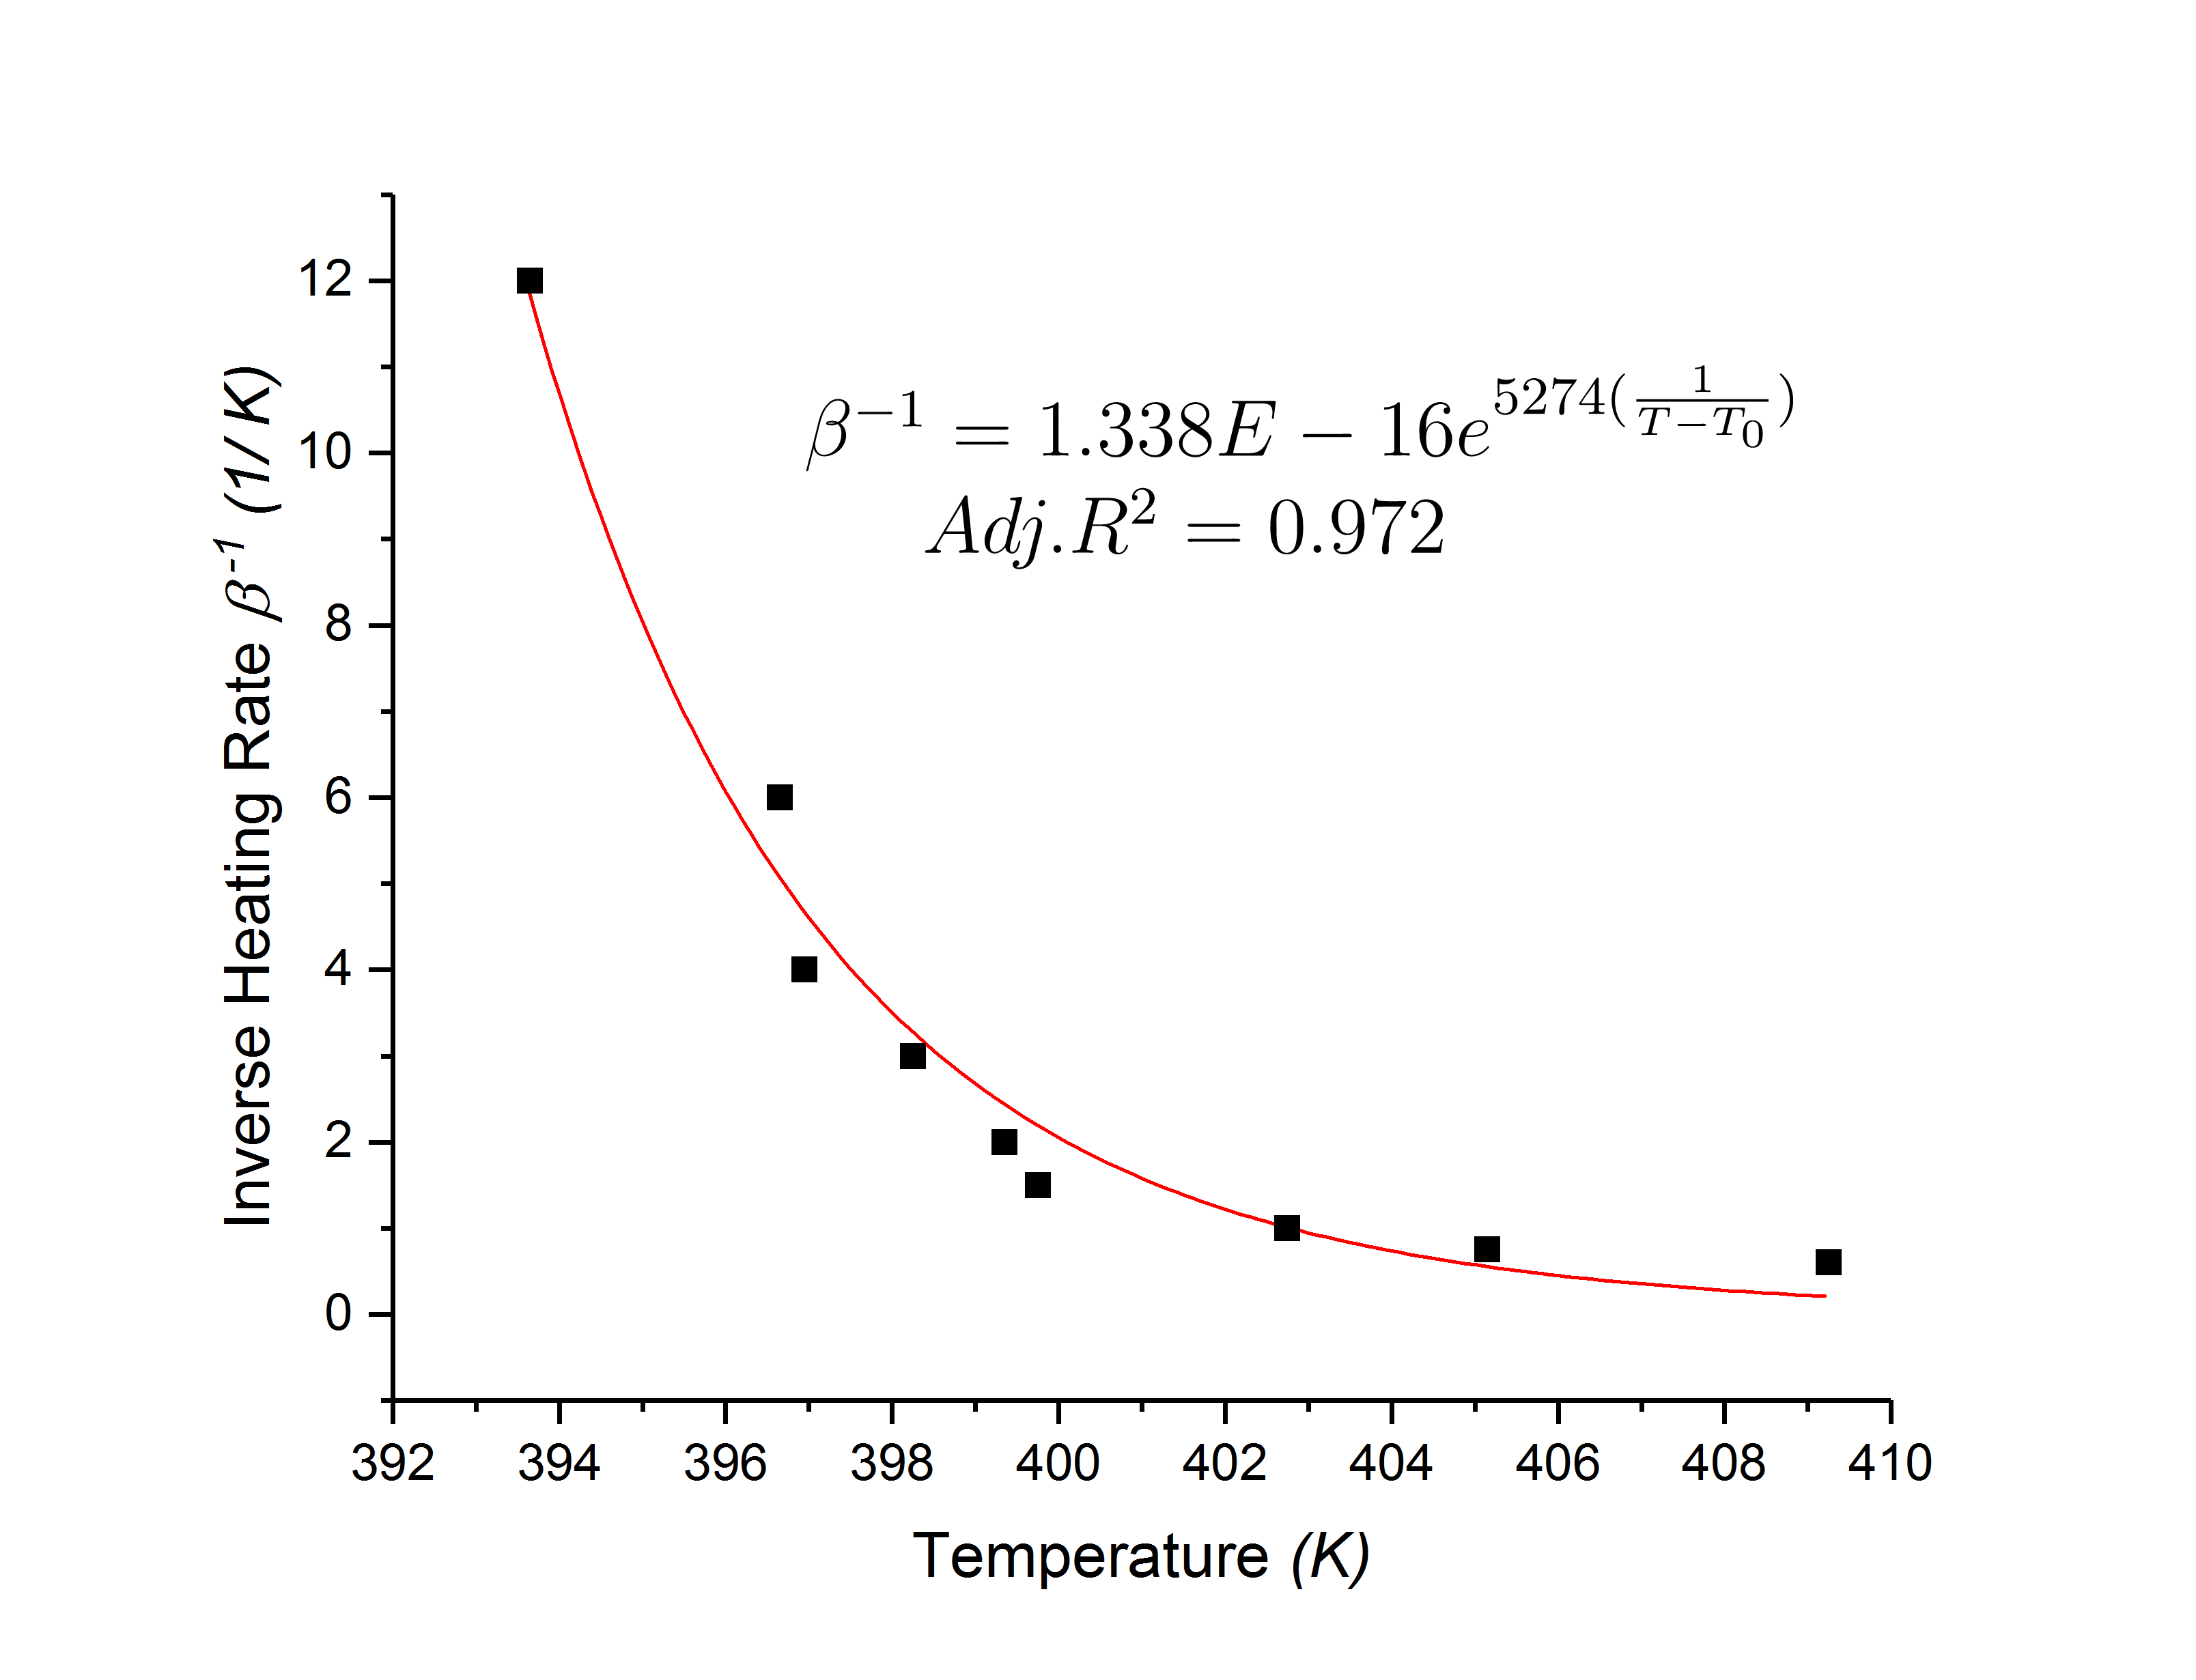 12
10
8
6
4
2
0
Inverse Heating Rate β⁻¹ (1/ K)
β⁻¹ = 1.338E − 16e^{5274(\frac{1}{T−T₀})}
Adj.R² = 0.972
392 394 396 398 400 402 404 406 408 410
Temperature (K)